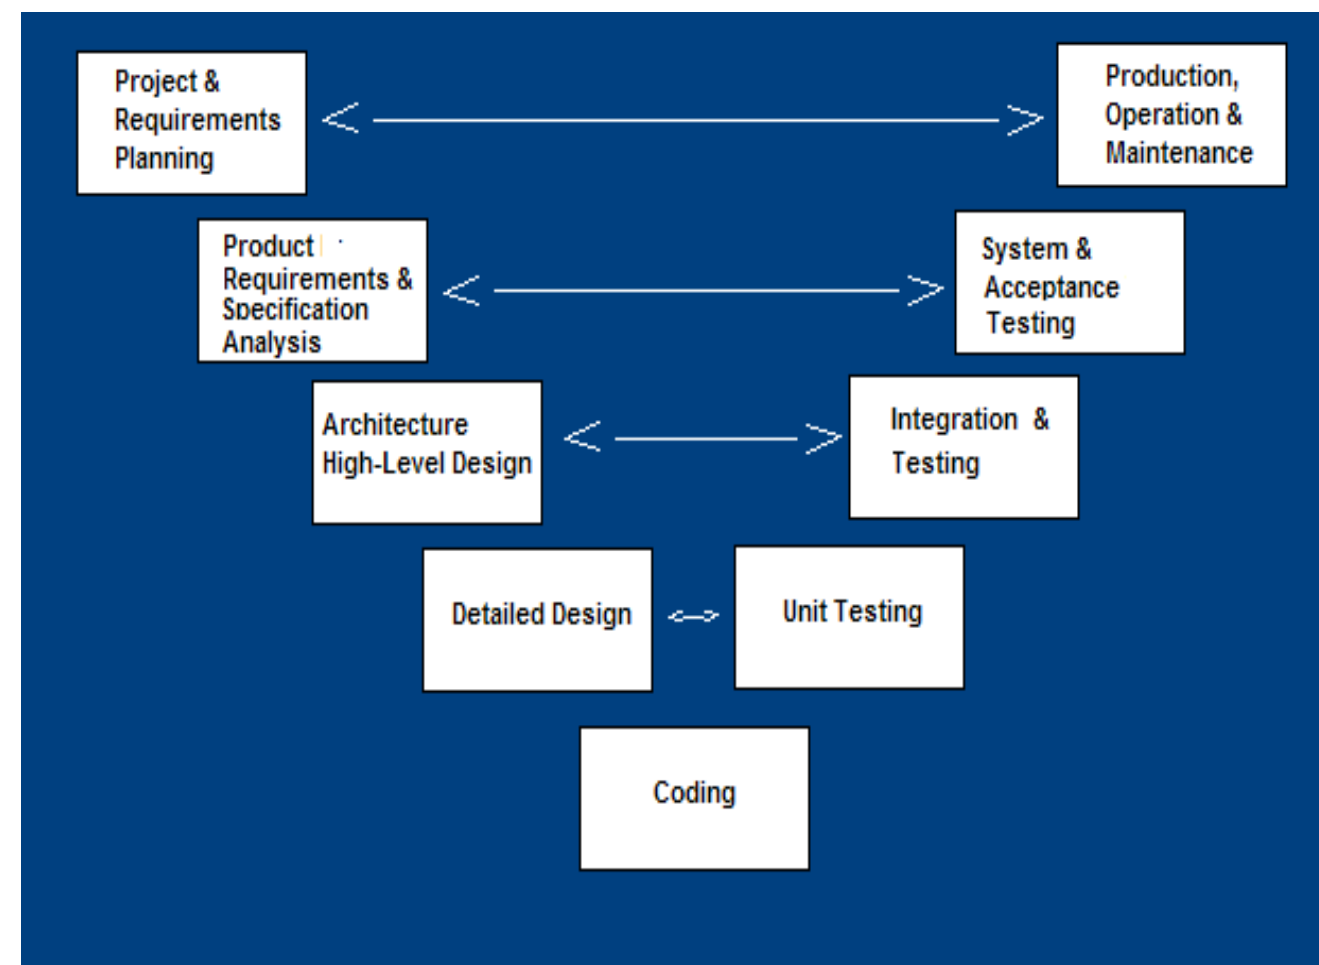 Project &
Requirements
Planning
Production,
Operation &
Maintenance
Product
Requirements &
Specification
Analysis
System &
Acceptance
Testing
Architecture
High-Level Design
Integration &
Testing
Detailed Design
Unit Testing
Coding